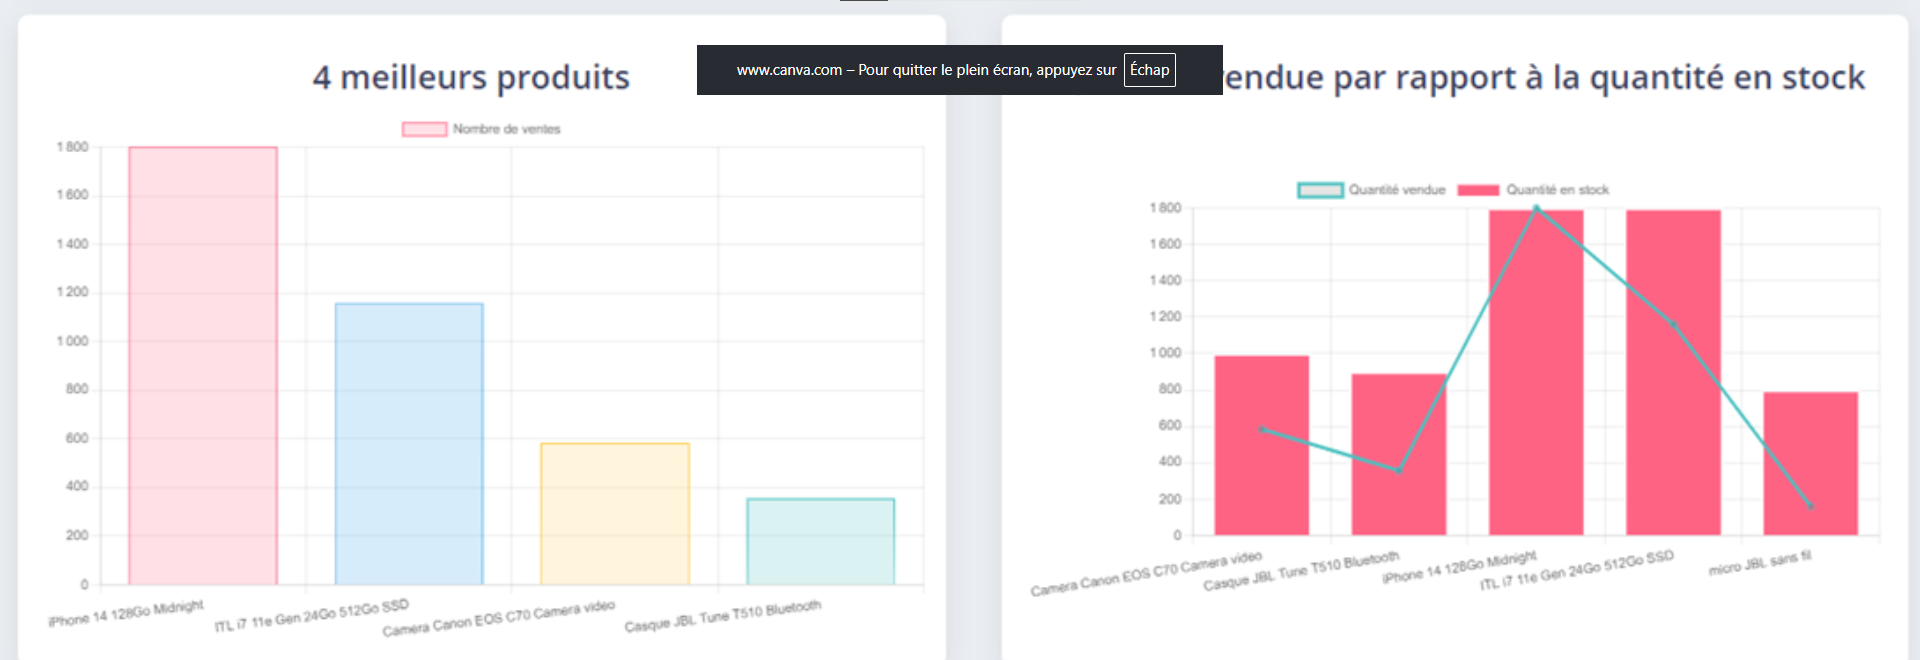 www.canva.com – Pour quitter le plein écran, appuyez sur Échap
4 meilleurs produits
Nombre de ventes
1 800
1 600
1 400
1 200
1 000
800
600
400
200
0
iPhone 14 128Go Midnight
ITL i7 11e Gen 24Go 512Go SSD
Camera Canon EOS C70 Camera video
Casque JBL Tune T510 Bluetooth
endue par rapport à la quantité en stock
Quantité vendue Quantité en stock
1 800
1 600
1 400
1 200
1 000
800
600
400
200
0
Camera Canon EOS C70 Camera video
Casque JBL Tune T510 Bluetooth
iPhone 14 128Go Midnight
ITL i7 11e Gen 24Go 512Go SSD
micro JBL sans fil